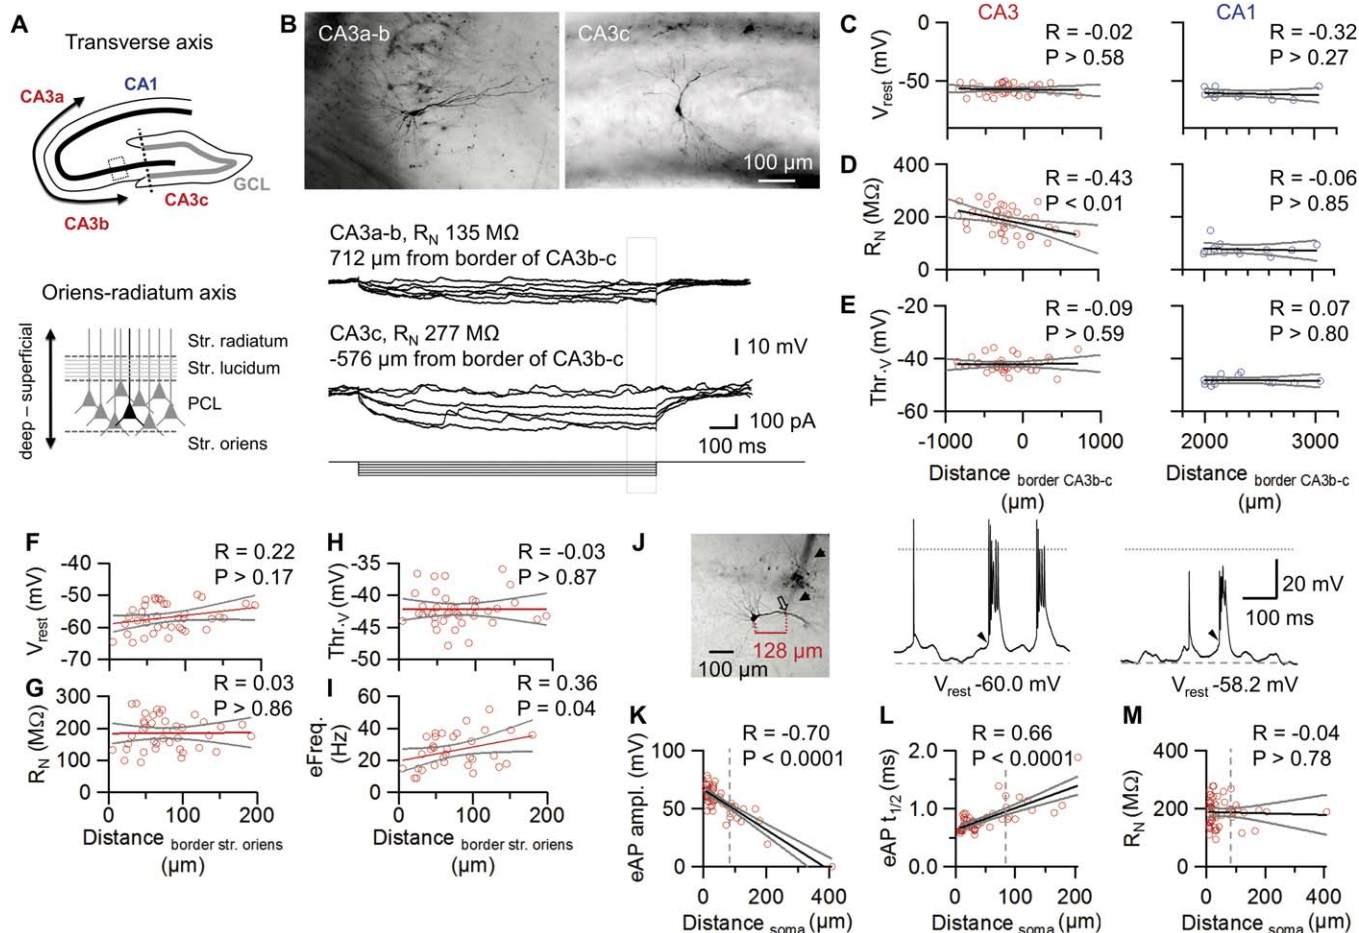 A
Transverse axis
CA1
CA3a
GCL
CA3c
CA3b
Oriens-radiatum axis
deep – superficial
Str. radiatum
Str. lucidum
PCL
Str. oriens
B
CA3a-b
CA3c
100 µm
CA3a-b, RN 135 MΩ
712 µm from border of CA3b-c
CA3c, RN 277 MΩ
-576 µm from border of CA3b-c
10 mV
100 pA
100 ms
CA3
CA1
C
Vrest (mV)
0
-50
-100
R = -0.02
P > 0.58
R = -0.32
P > 0.27
D
RN (MΩ)
400
200
0
R = -0.43
P < 0.01
R = -0.06
P > 0.85
E
Thr.V (mV)
-20
-40
-60
R = -0.09
P > 0.59
R = 0.07
P > 0.80
-1000 0 1000
2000 3000
Distance border CA3b-c
(µm)
Distance border CA3b-c
(µm)
F
Vrest (mV)
-40
-50
-60
-70
R = 0.22
P > 0.17
0 100 200
G
RN (MΩ)
300
200
100
0
R = 0.03
P > 0.86
0 100 200
Distance border str. oriens
(µm)
H
Thr.V (mV)
-35
-40
-45
-50
R = -0.03
P > 0.87
0 100 200
I
eFreq.
(Hz)
60
40
20
0
R = 0.36
P = 0.04
0 100 200
Distance border str. oriens
(µm)
J
128 µm
100 µm
Vrest -60.0 mV
20 mV
100 ms
Vrest -58.2 mV
K
eAP ampl. (mV)
100
50
0
R = -0.70
P < 0.0001
0 200 400
Distance soma (µm)
L
eAP t1/2 (ms)
2.0
1.0
0.0
R = 0.66
P < 0.0001
0 100 200
Distance soma (µm)
M
RN (MΩ)
400
200
0
R = -0.04
P > 0.78
0 200 400
Distance soma (µm)